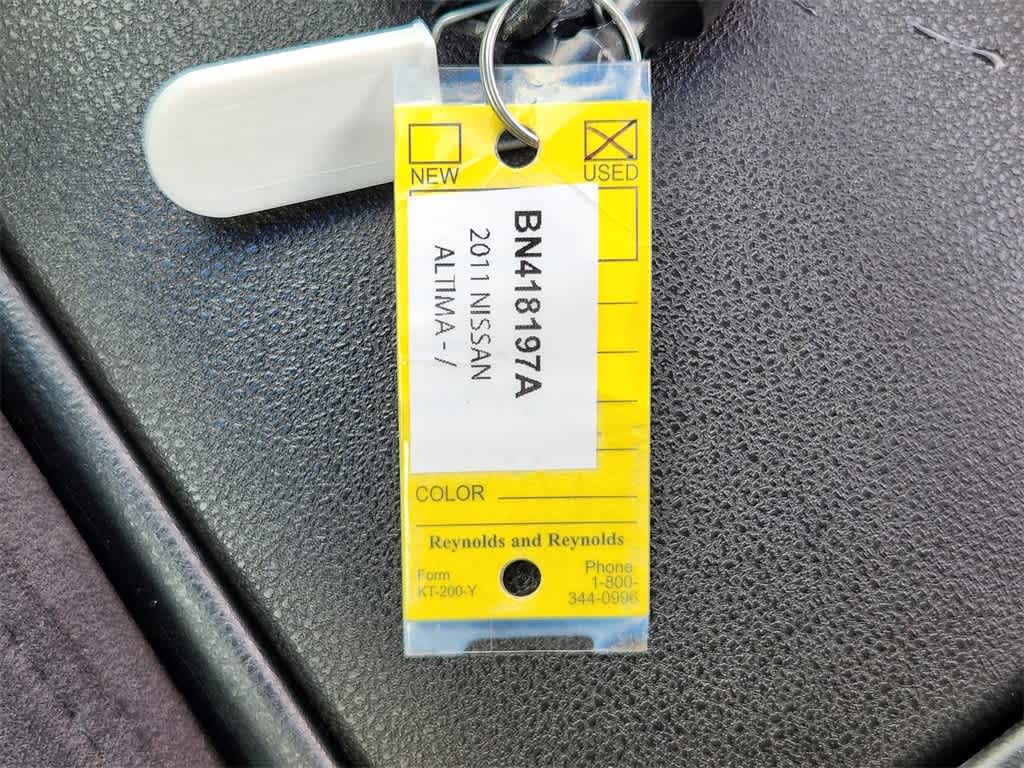 NEW
USED
BN418197A
2011 NISSAN
ALTIMA - /
COLOR
Reynolds and Reynolds
Form
KT-200-Y
Phone
1-800-
344-0996